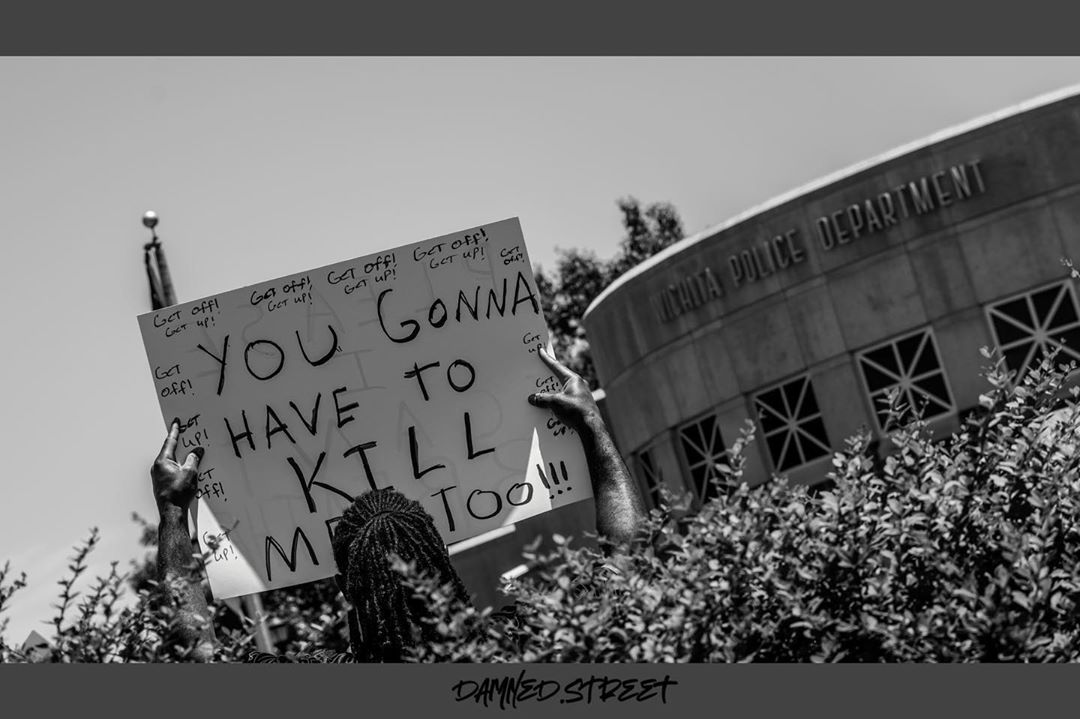 GET OFF! GET OFF! GET OFF! GET OFF! GET OFF!
GET UP! GET UP! GET UP! GET UP!
YOU GONNA
GET OFF!
GET UP!
HAVE TO
GET UP!
GET OFF!
KILL
GET OFF!
TOO!!!
GET UP!
WICHITA POLICE DEPARTMENT
DAMNED.STREET